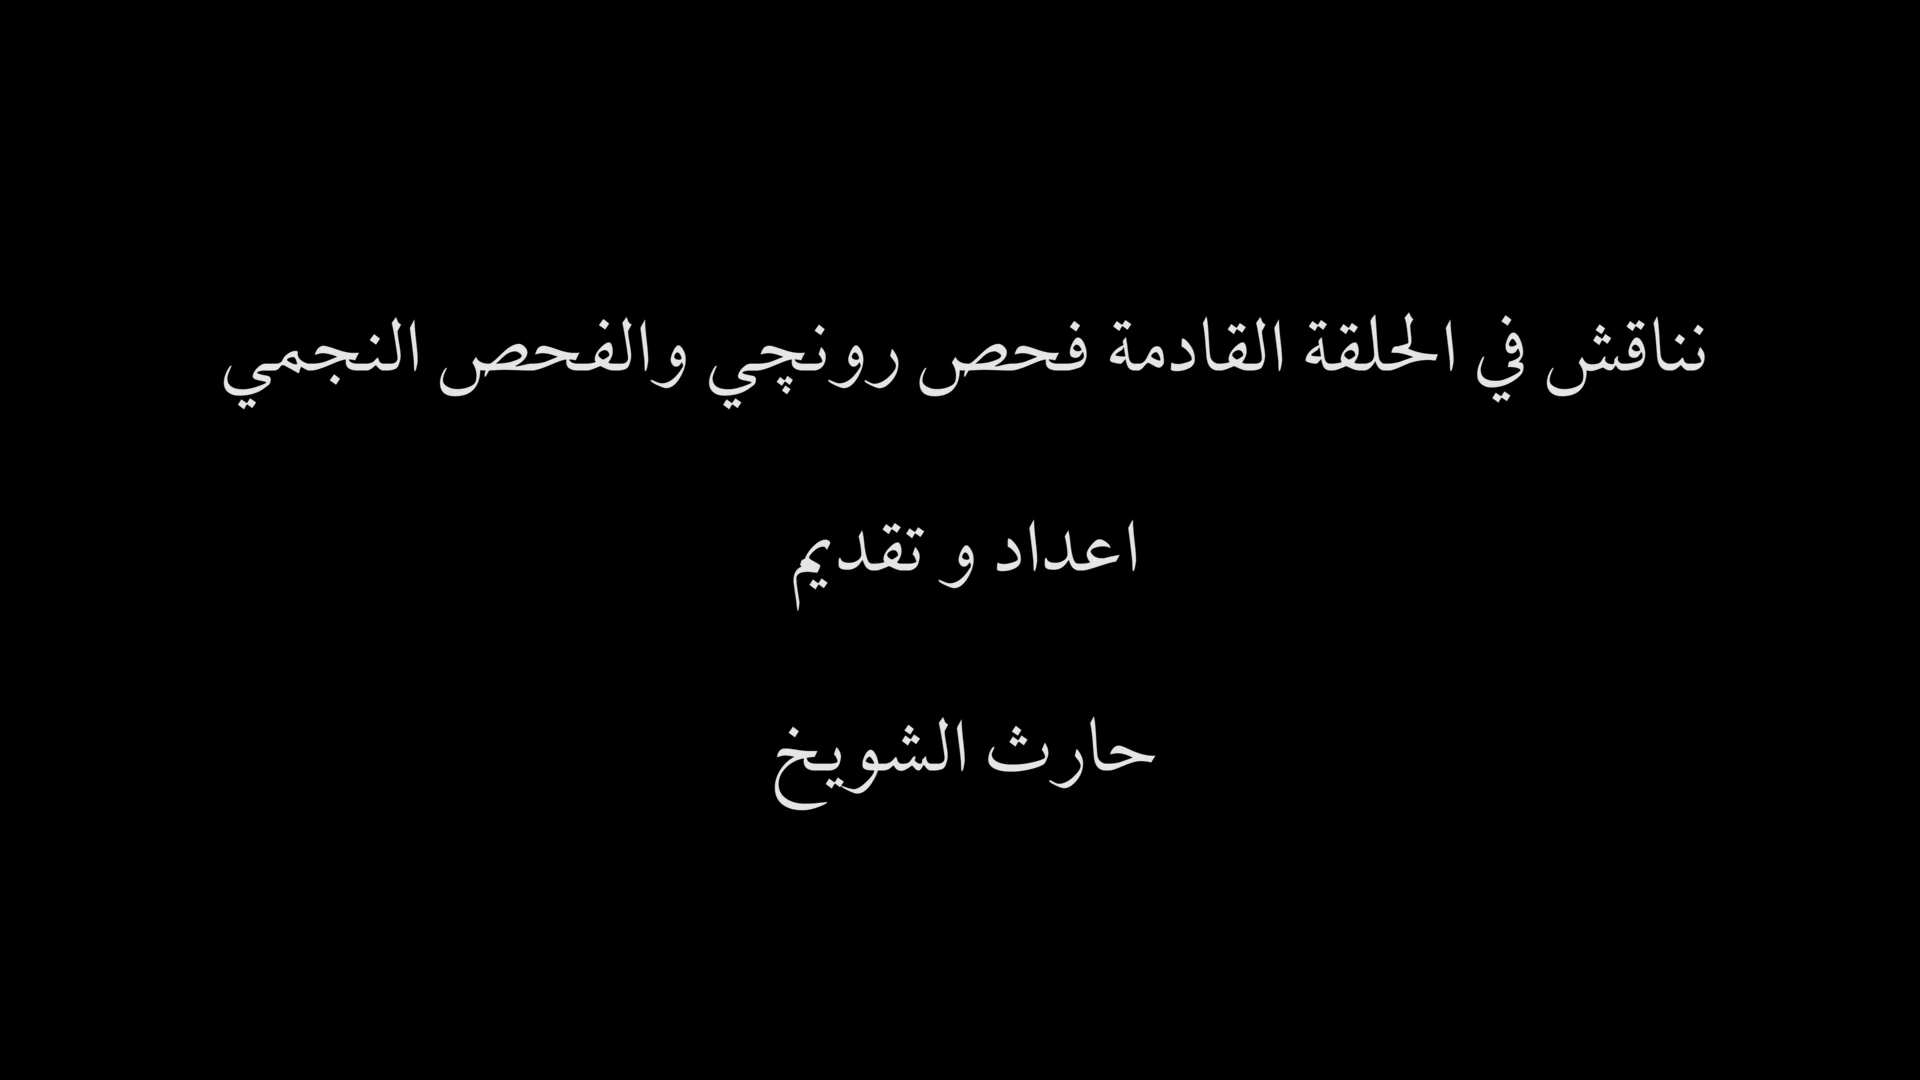 نناقش في الحلقة القادمة فحص رونچي والفحص النجمي
اعداد و تقديم
حارث الشويخ